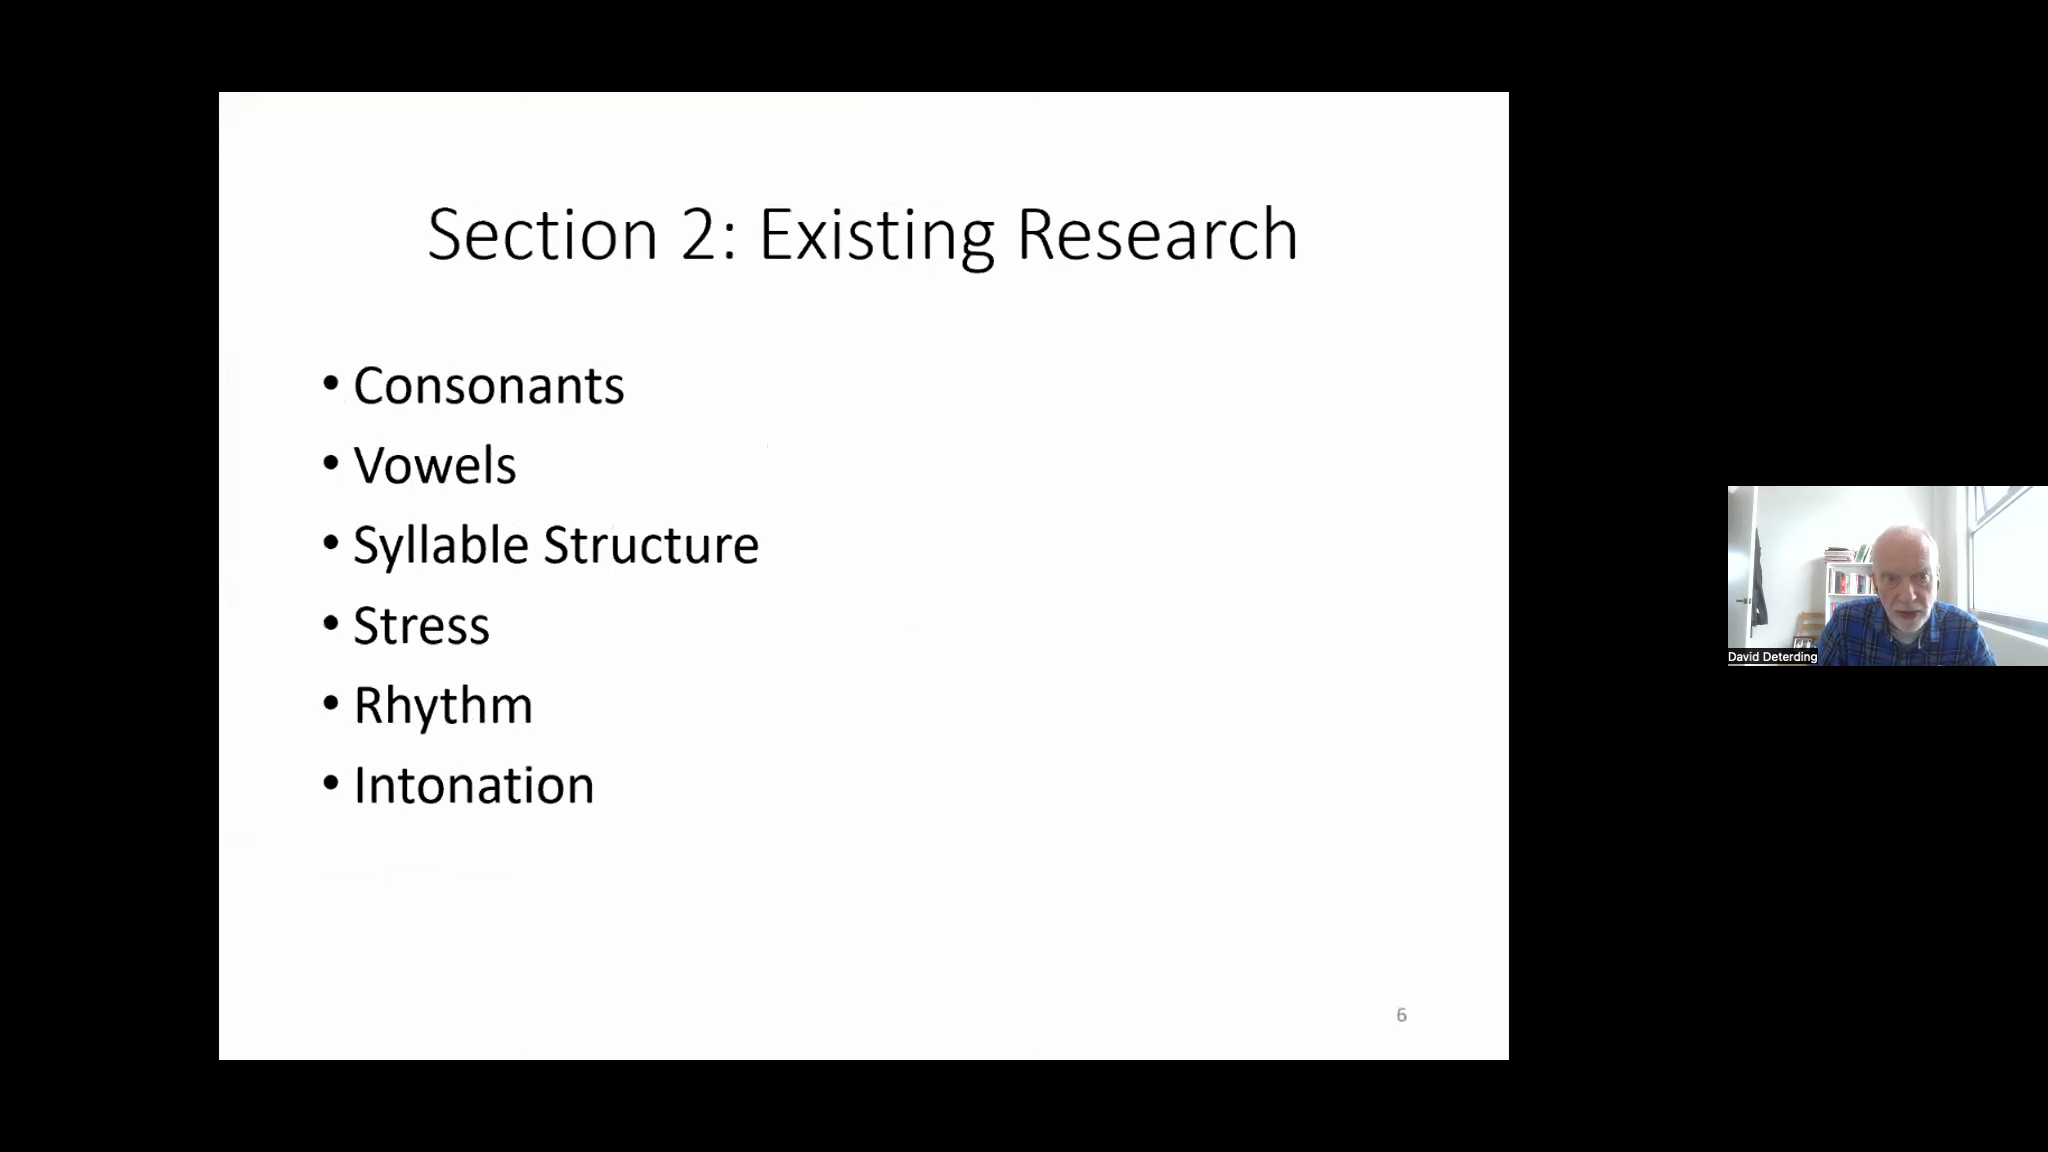 Section 2: Existing Research
• Consonants
• Vowels
• Syllable Structure
• Stress
• Rhythm
• Intonation
6
David Deterding